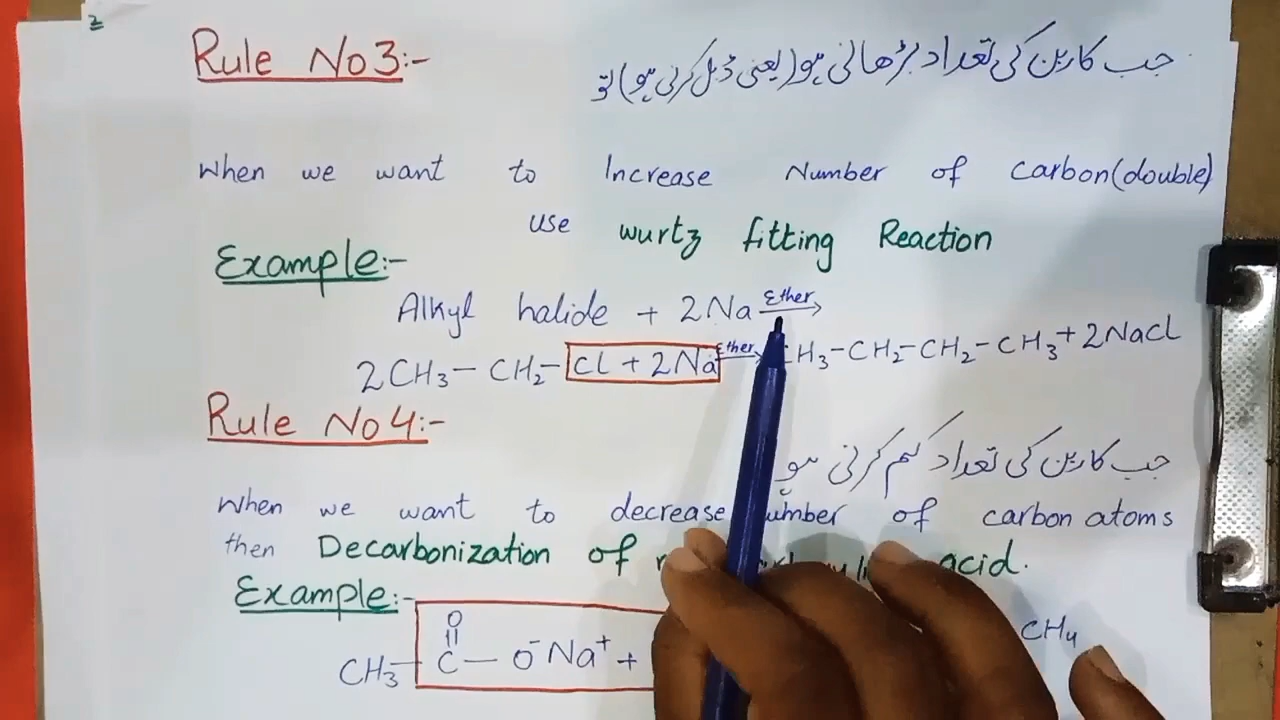 2
Rule No3:-
جب کاربن کی تعداد بڑھانی ہو (یعنی ڈبل کرنی ہو) تو
When we want to Increase Number of carbon(double)
use wurtz fitting Reaction
Example:-
Alkyl halide + 2Na Ether →
2CH₃ — CH₂ - Cl + 2Na Ether → CH₃-CH₂-CH₂-CH₃ + 2NaCl
Rule No4:-
جب کاربن کی تعداد کم کرنی ہو
When we want to decrease number of carbon atoms
then Decarbonization of acid.
Example:-
O
||
CH₃ — C — O⁻Na⁺ + CH₄